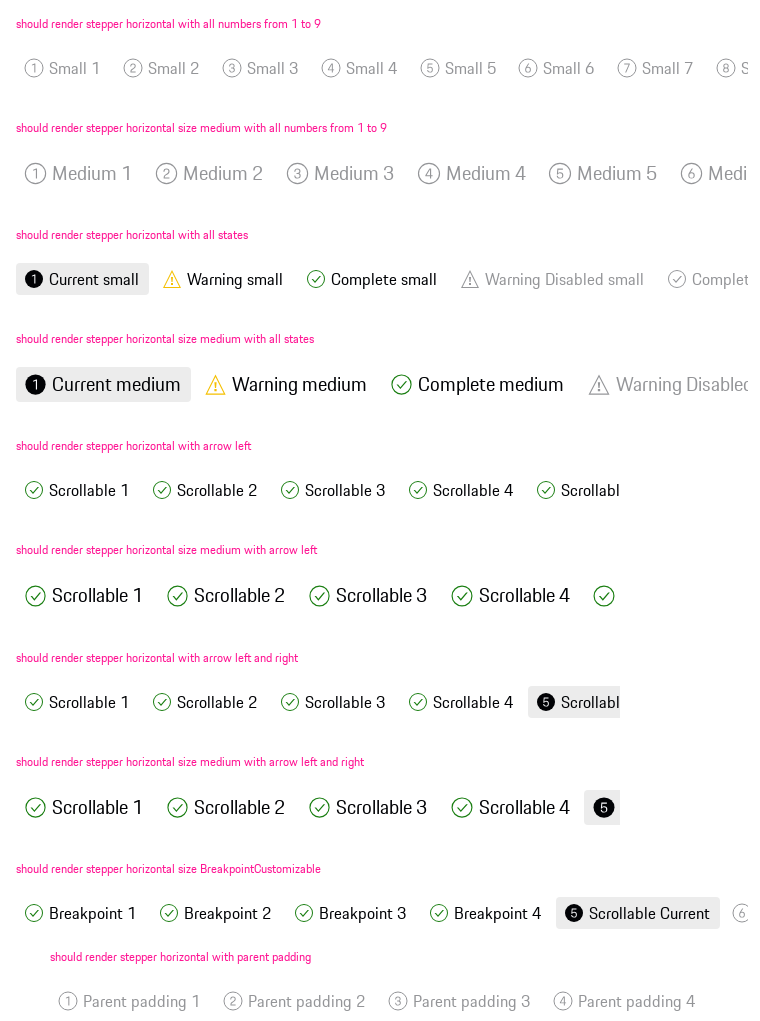 should render stepper horizontal with all numbers from 1 to 9
1 Small 1 2 Small 2 3 Small 3 4 Small 4 5 Small 5 6 Small 6 7 Small 7 8 S
should render stepper horizontal size medium with all numbers from 1 to 9
1 Medium 1 2 Medium 2 3 Medium 3 4 Medium 4 5 Medium 5 6 Medi
should render stepper horizontal with all states
1 Current small Warning small Complete small Warning Disabled small Complet
should render stepper horizontal size medium with all states
1 Current medium Warning medium Complete medium Warning Disabled
should render stepper horizontal with arrow left
Scrollable 1 Scrollable 2 Scrollable 3 Scrollable 4 Scrollabl
should render stepper horizontal size medium with arrow left
Scrollable 1 Scrollable 2 Scrollable 3 Scrollable 4
should render stepper horizontal with arrow left and right
Scrollable 1 Scrollable 2 Scrollable 3 Scrollable 4 5 Scrollabl
should render stepper horizontal size medium with arrow left and right
Scrollable 1 Scrollable 2 Scrollable 3 Scrollable 4 5
should render stepper horizontal size BreakpointCustomizable
Breakpoint 1 Breakpoint 2 Breakpoint 3 Breakpoint 4 5 Scrollable Current 6
should render stepper horizontal with parent padding
1 Parent padding 1 2 Parent padding 2 3 Parent padding 3 4 Parent padding 4